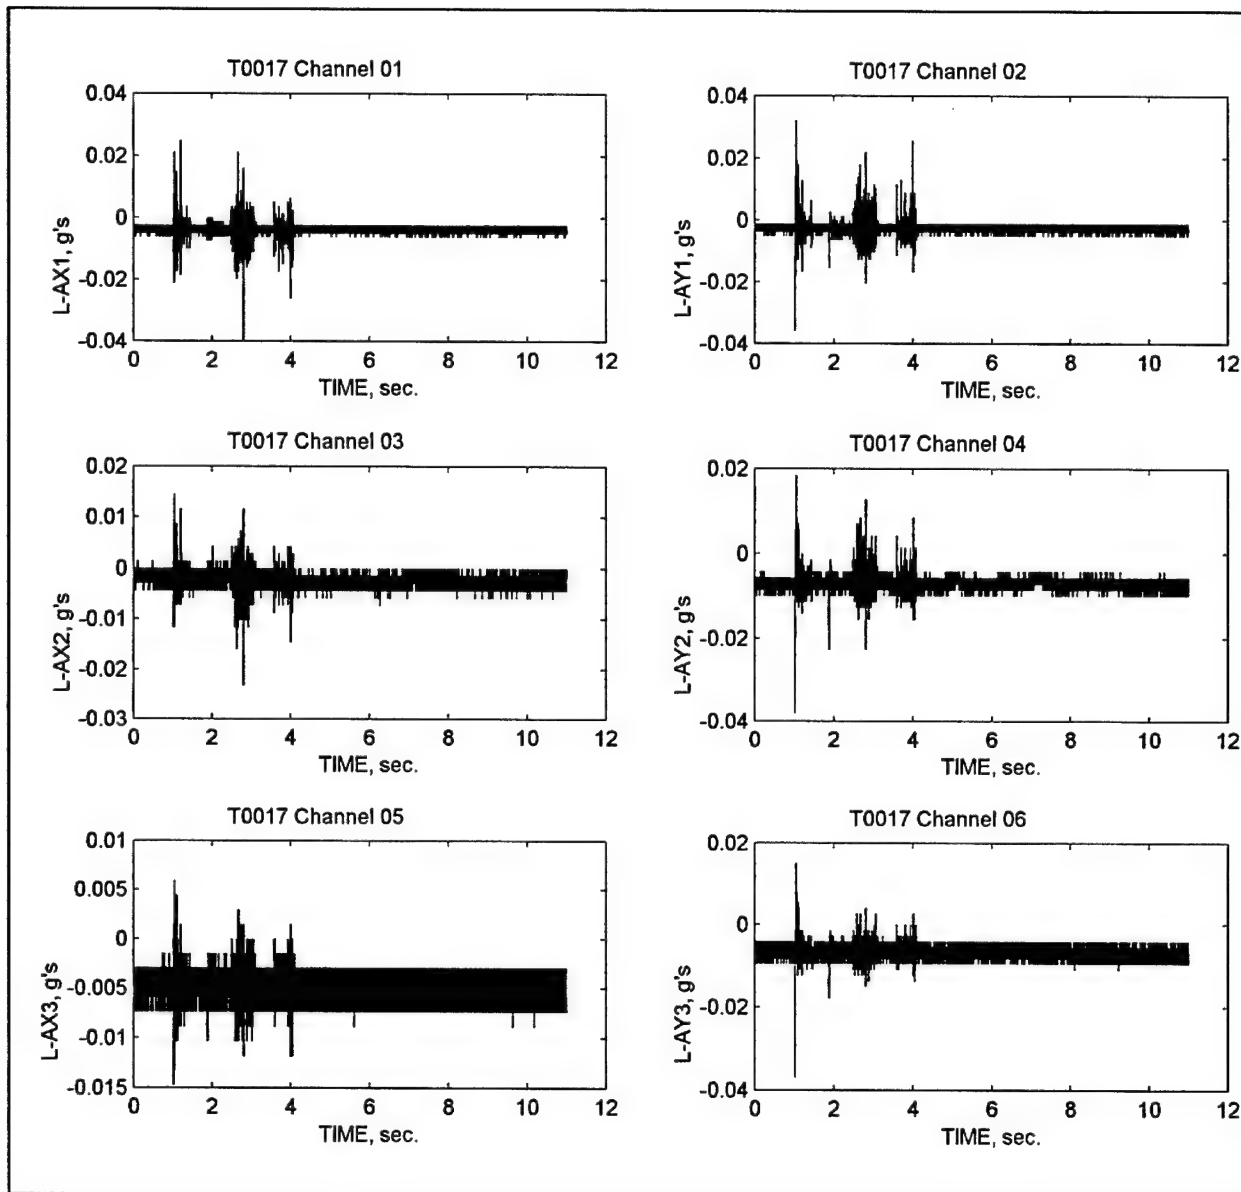 T0017 Channel 01
0.04
0.02
0
-0.02
-0.04
L-AX1, g's
0 2 4 6 8 10 12
TIME, sec.
T0017 Channel 02
0.04
0.02
0
-0.02
-0.04
L-AY1, g's
0 2 4 6 8 10 12
TIME, sec.
T0017 Channel 03
0.02
0.01
0
-0.01
-0.02
-0.03
L-AX2, g's
0 2 4 6 8 10 12
TIME, sec.
T0017 Channel 04
0.02
0
-0.02
-0.04
L-AY2, g's
0 2 4 6 8 10 12
TIME, sec.
T0017 Channel 05
0.01
0.005
0
-0.005
-0.01
-0.015
L-AX3, g's
0 2 4 6 8 10 12
TIME, sec.
T0017 Channel 06
0.02
0
-0.02
-0.04
L-AY3, g's
0 2 4 6 8 10 12
TIME, sec.